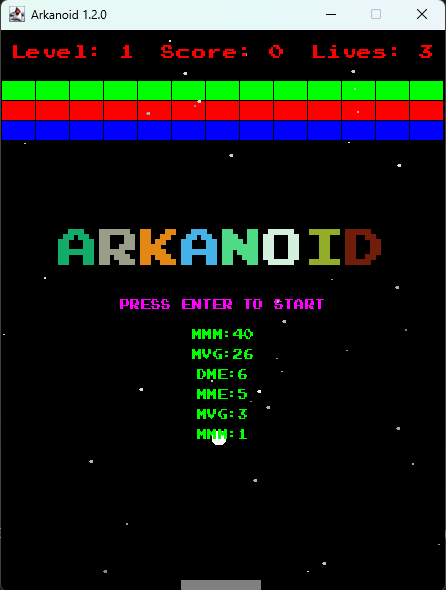 Arkanoid 1.2.0
Level: 1 Score: 0 Lives: 3
ARKANOID
PRESS ENTER TO START
MMM:40
MVG:26
DME:6
MME:5
MVG:3
MMM:1